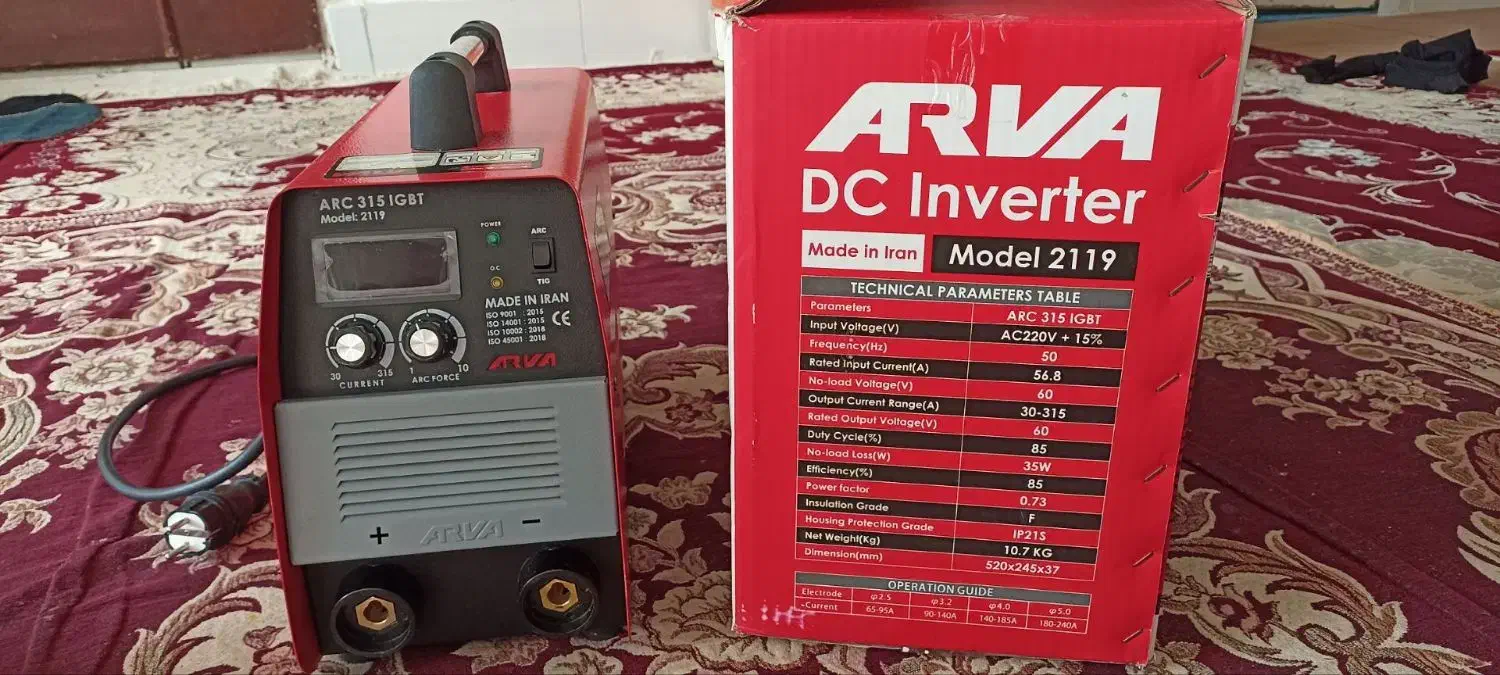 ARC 315 IGBT
Model: 2119
POWER
ARC
O.C
TIG
MADE IN IRAN
ISO 9001 : 2015
ISO 14001 : 2015
ISO 10002 : 2018
ISO 45001 : 2018
CE
ARVA
30 315
CURRENT
1 10
ARC FORCE
+ ARVA -
ARVA
DC Inverter
Made in Iran Model 2119
TECHNICAL PARAMETERS TABLE
Parameters ARC 315 IGBT
Input Voltage(V) AC220V + 15%
Frequency(Hz) 50
Rated Input Current(A) 56.8
No-load Voltage(V) 60
Output Current Range(A) 30-315
Rated Output Voltage(V) 60
Duty Cycle(%) 85
No-load Loss(W) 35W
Efficiency(%) 85
Power factor 0.73
Insulation Grade F
Housing Protection Grade IP21S
Net Weight(Kg) 10.7 KG
Dimension(mm) 520x245x37
OPERATION GUIDE
Electrode φ2.5 φ3.2 φ4.0 φ5.0
-Current 65-95A 90-140A 140-185A 180-240A